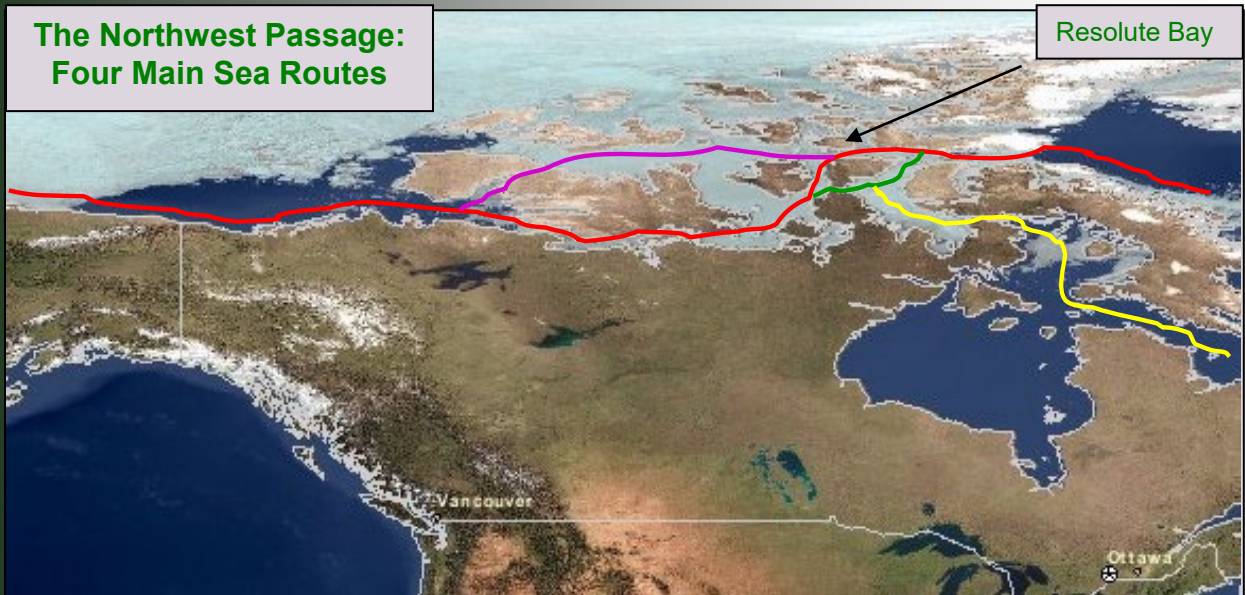 The Northwest Passage:
Four Main Sea Routes
Resolute Bay
Vancouver
Ottawa